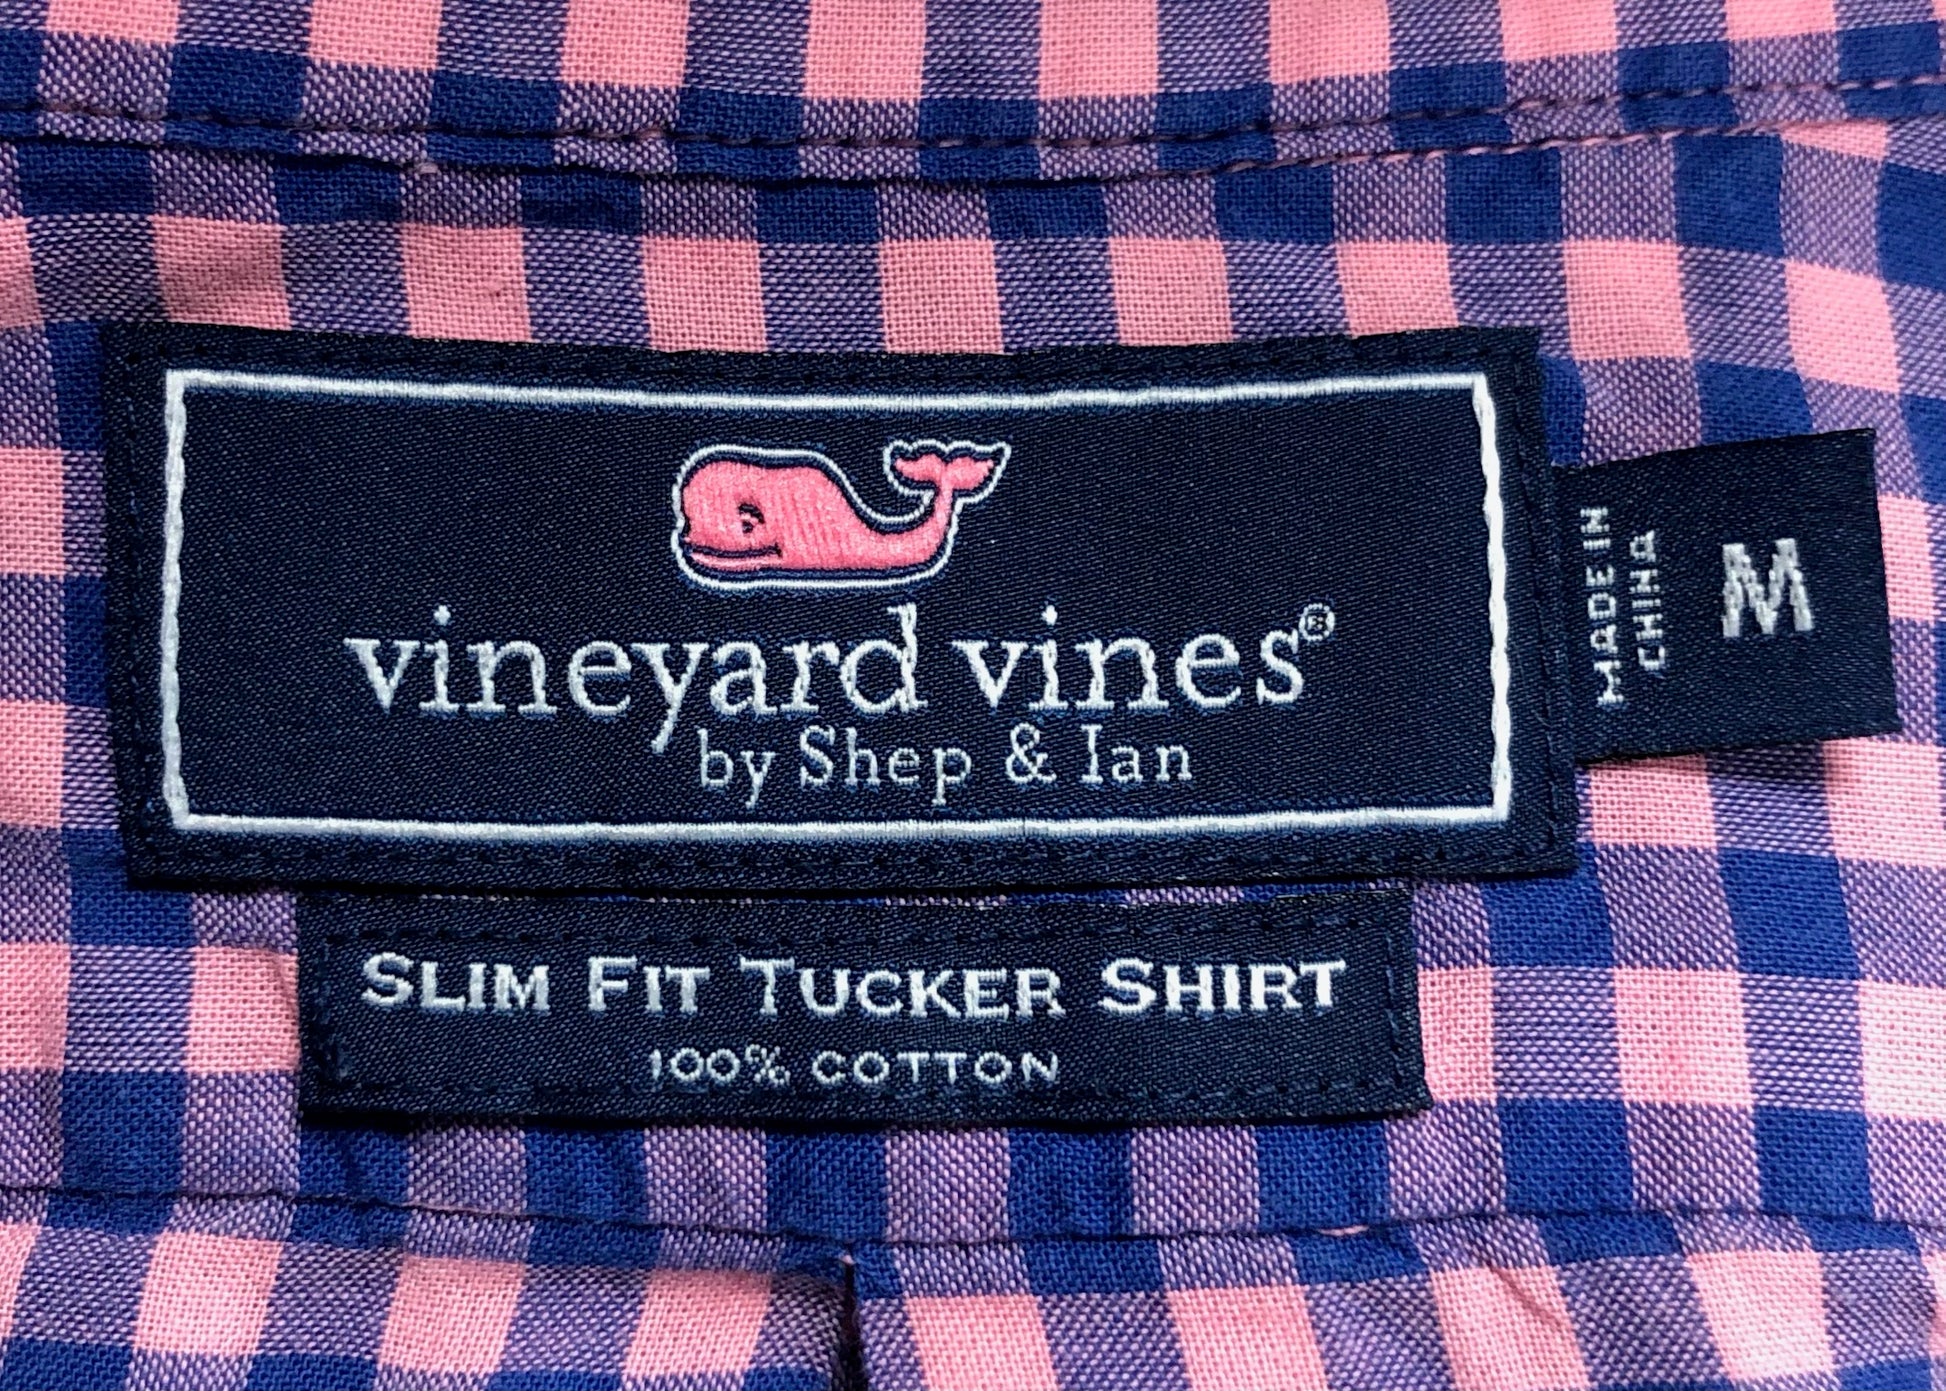 vineyard vines®
by Shep & Ian
MADE IN
CHINA
M
SLIM FIT TUCKER SHIRT
100% COTTON